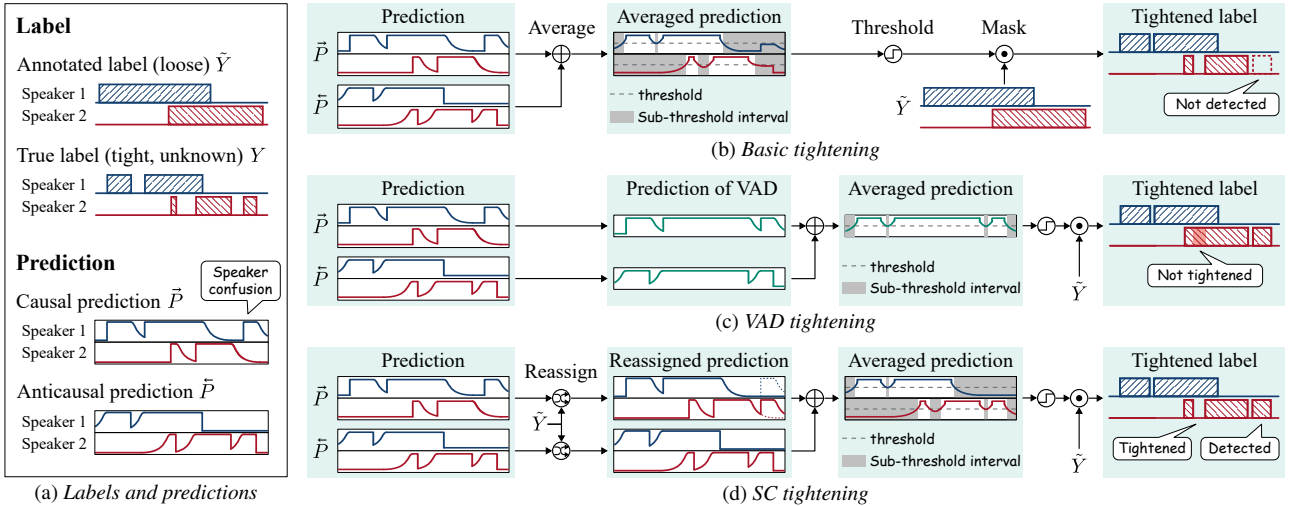 Label
Annotated label (loose) Ỹ
Speaker 1
Speaker 2
True label (tight, unknown) Y
Speaker 1
Speaker 2
Prediction
Speaker
confusion
Causal prediction P⃗
Speaker 1
Speaker 2
Anticausal prediction P⃖
Speaker 1
Speaker 2
(a) Labels and predictions
Prediction
P⃗
P⃖
Average
Averaged prediction
threshold
Sub-threshold interval
Threshold
Mask
Ỹ
Tightened label
Not detected
(b) Basic tightening
Prediction
P⃗
P⃖
Prediction of VAD
Averaged prediction
threshold
Sub-threshold interval
Ỹ
Tightened label
Not tightened
(c) VAD tightening
Prediction
P⃗
P⃖
Reassign
Ỹ
Reassigned prediction
Averaged prediction
threshold
Sub-threshold interval
Ỹ
Tightened label
Tightened
Detected
(d) SC tightening